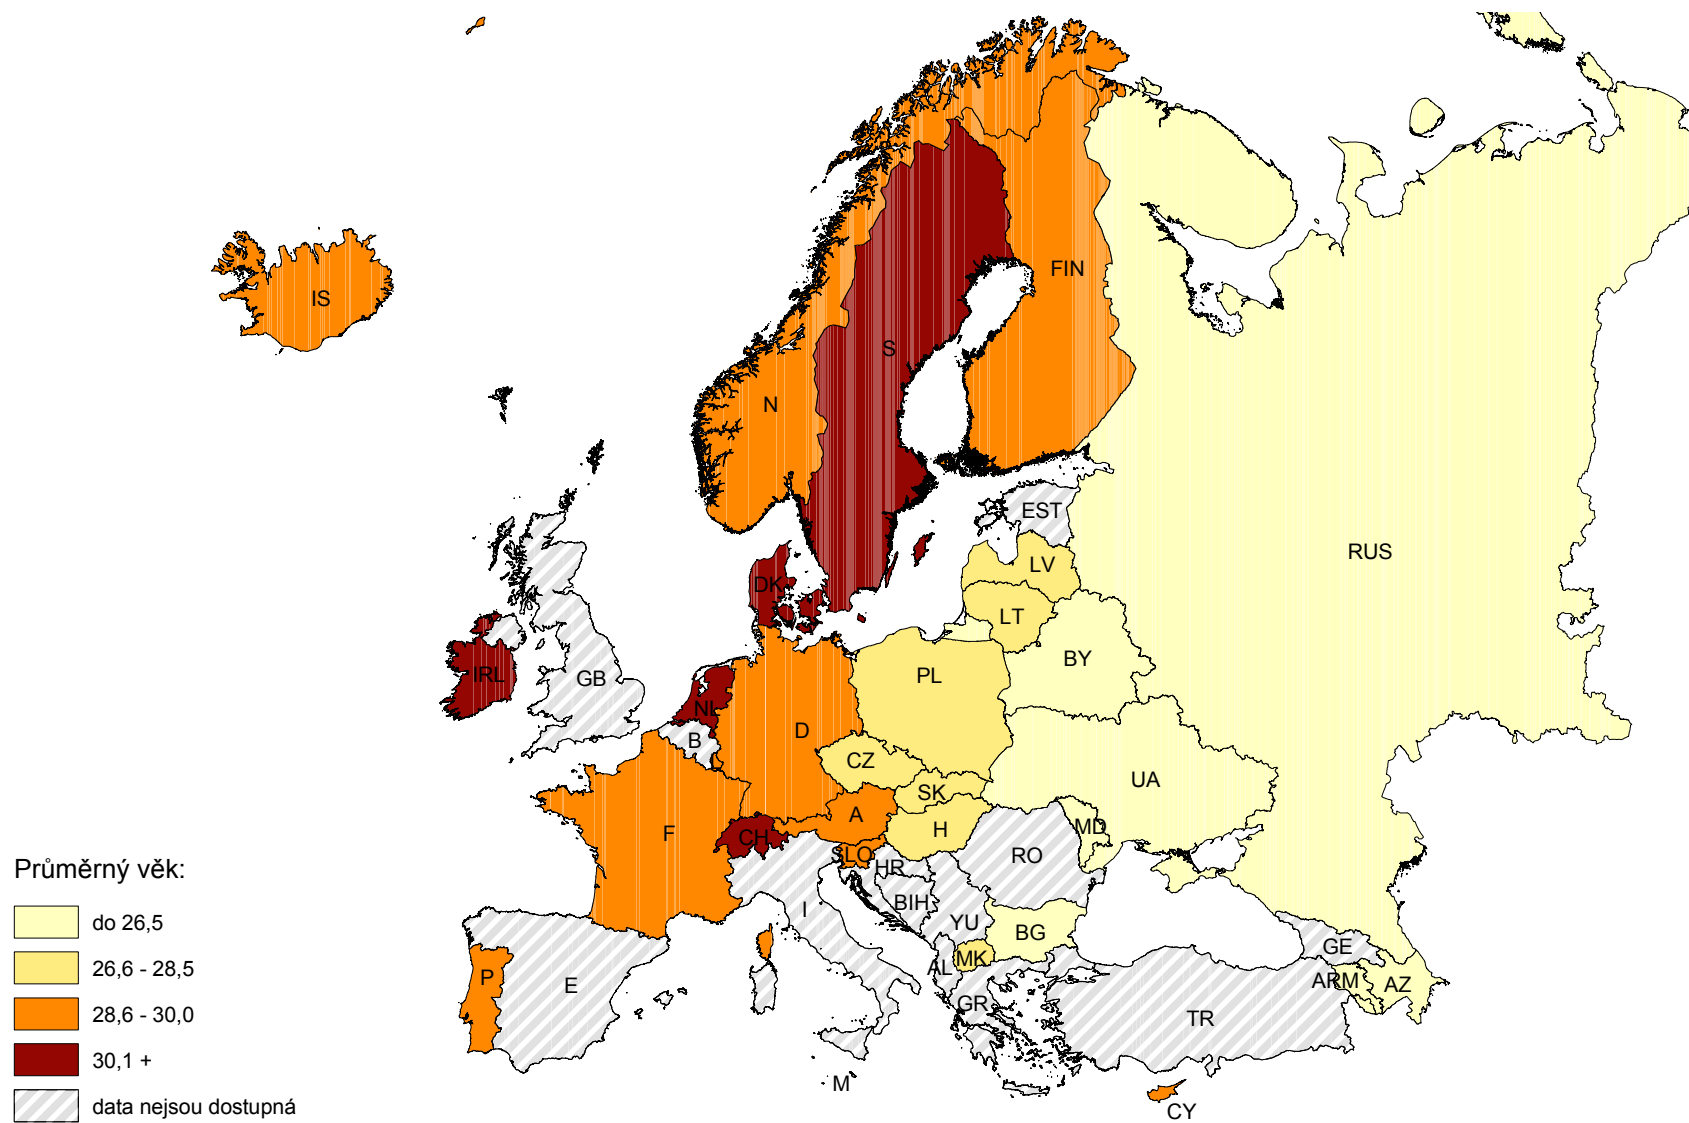 IS
FIN
S
N
EST
RUS
LV
DK
LT
BY
IRL
GB
PL
NL
D
B
CZ
UA
SK
A
MD
H
F
CH
SLO
RO
HR
Průměrný věk:
BIH
I
do 26,5
YU
BG
GE
26,6 - 28,5
MK
AL
P
E
ARM
AZ
GR
28,6 - 30,0
TR
30,1 +
M
data nejsou dostupná
CY